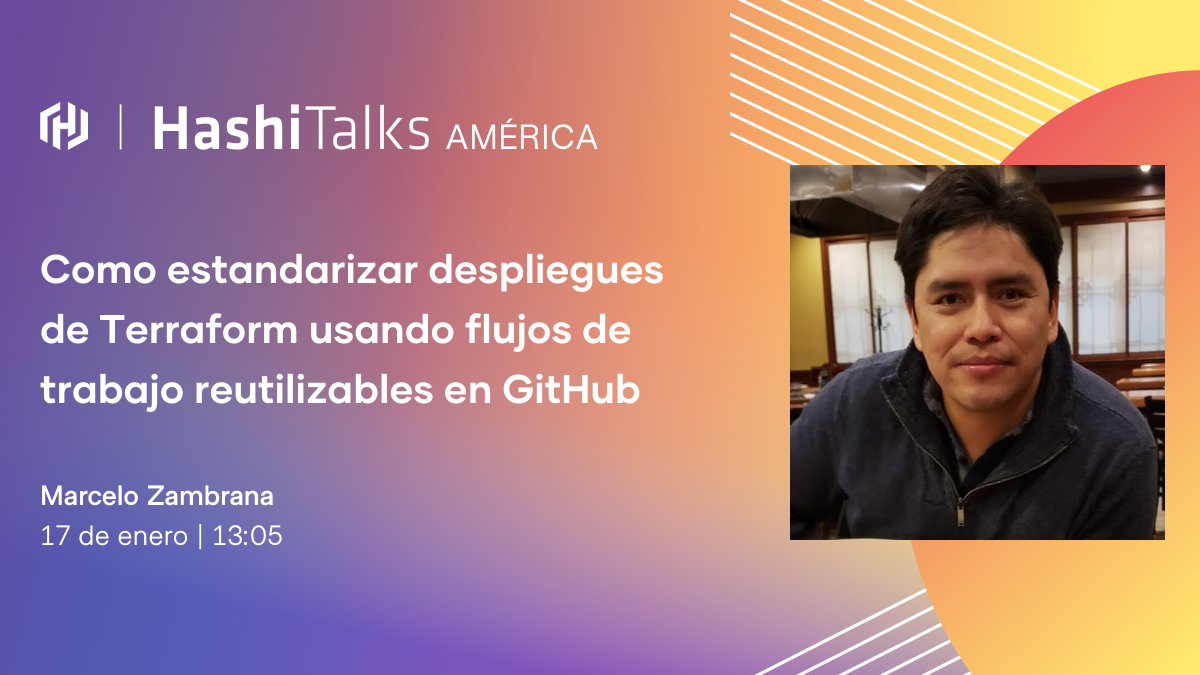 HashiTalks AMÉRICA
Como estandarizar despliegues
de Terraform usando flujos de
trabajo reutilizables en GitHub
Marcelo Zambrana
17 de enero | 13:05